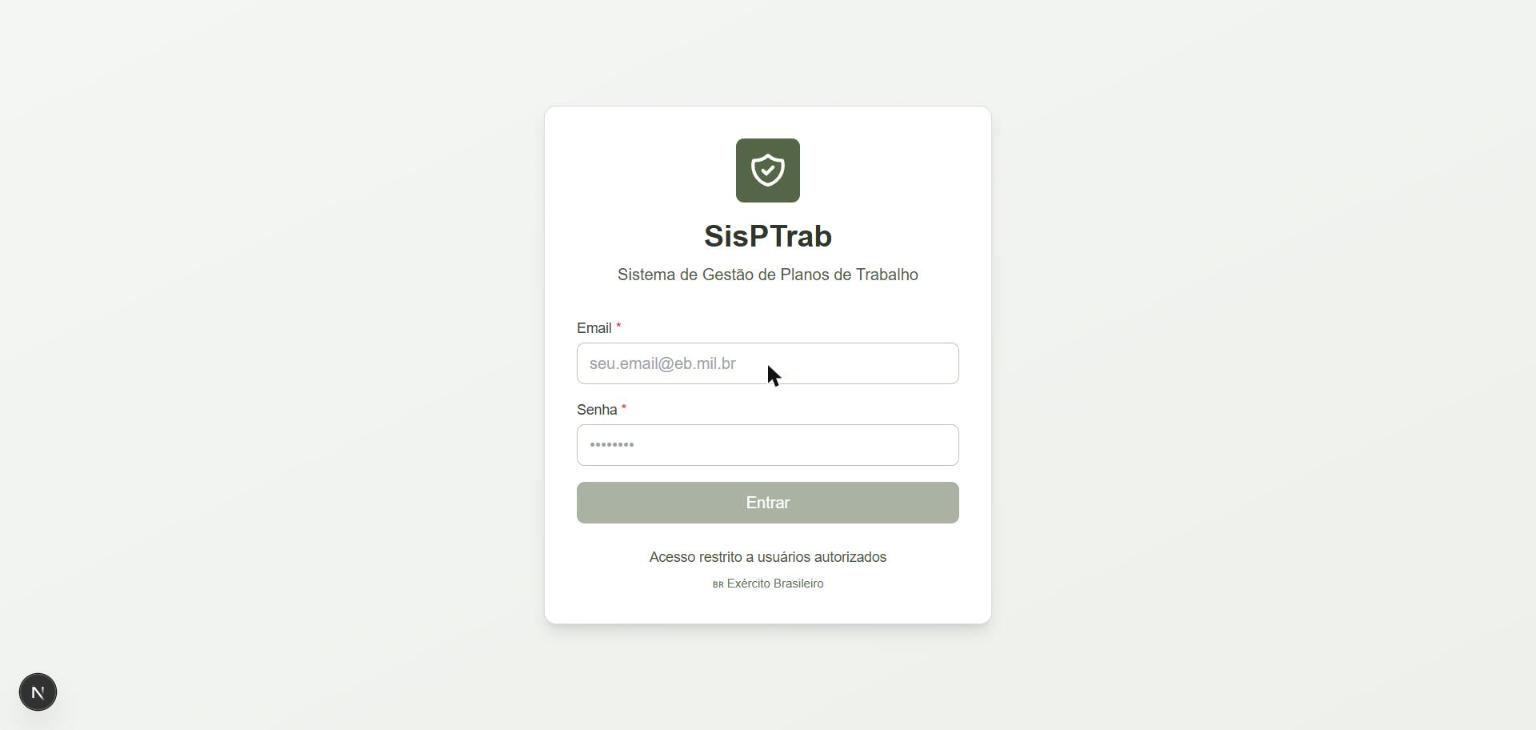 SisPTrab
Sistema de Gestão de Planos de Trabalho
Email *
seu.email@eb.mil.br
Senha *
••••••••
Entrar
Acesso restrito a usuários autorizados
BR Exército Brasileiro
N